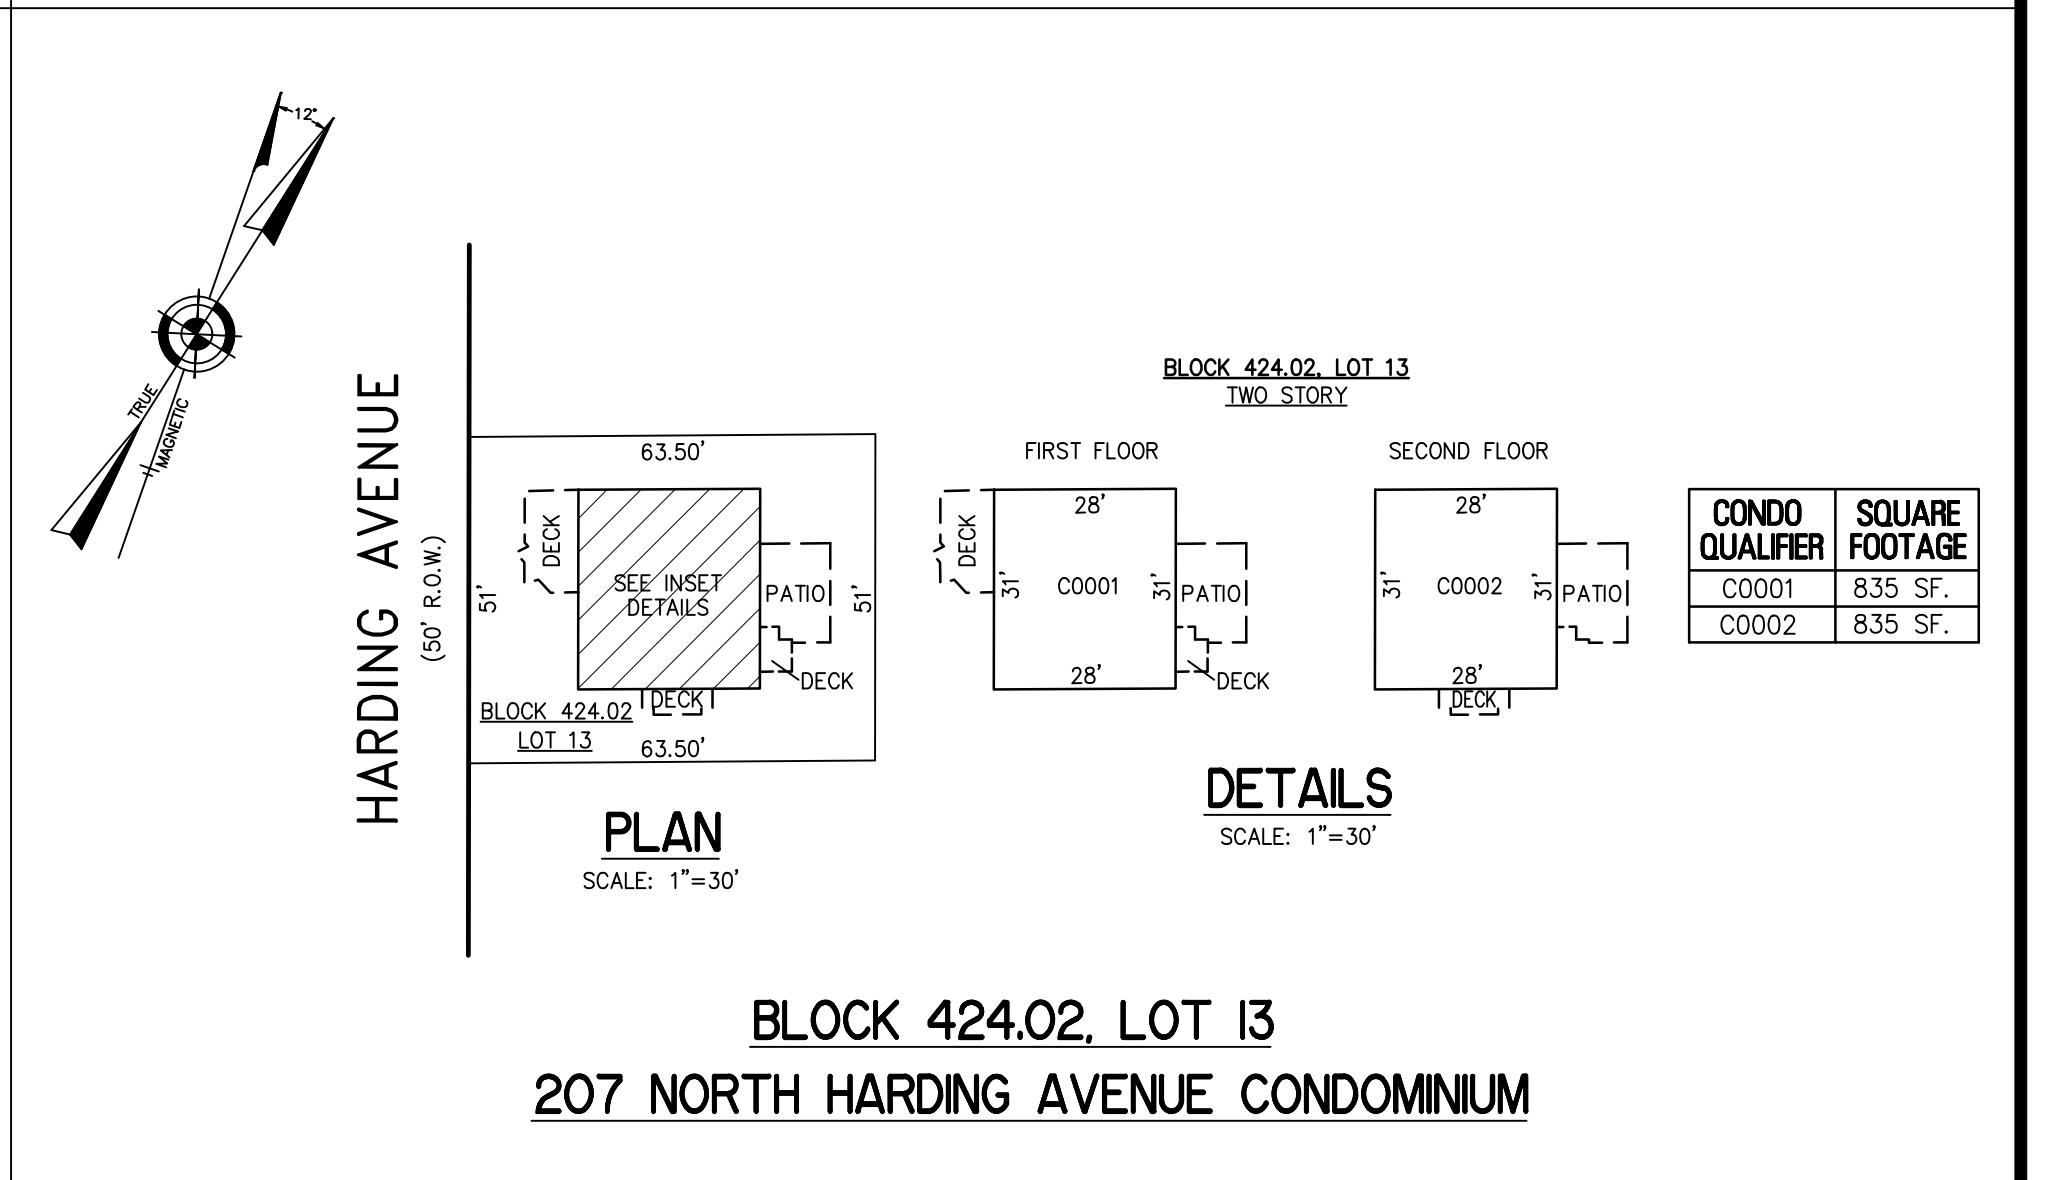 12°
TRUE
MAGNETIC
HARDING AVENUE
(50' R.O.W.)
63.50'
51'
DECK
SEE INSET
DETAILS
PATIO
51'
DECK
DECK
BLOCK 424.02
LOT 13
63.50'
PLAN
SCALE: 1"=30'
BLOCK 424.02, LOT 13
TWO STORY
FIRST FLOOR
28'
DECK
31'
C0001
31'
PATIO
28'
DECK
SECOND FLOOR
28'
31'
C0002
31'
PATIO
28'
DECK
DETAILS
SCALE: 1"=30'
CONDO QUALIFIER
SQUARE FOOTAGE
C0001 835 SF.
C0002 835 SF.
BLOCK 424.02, LOT 13
207 NORTH HARDING AVENUE CONDOMINIUM